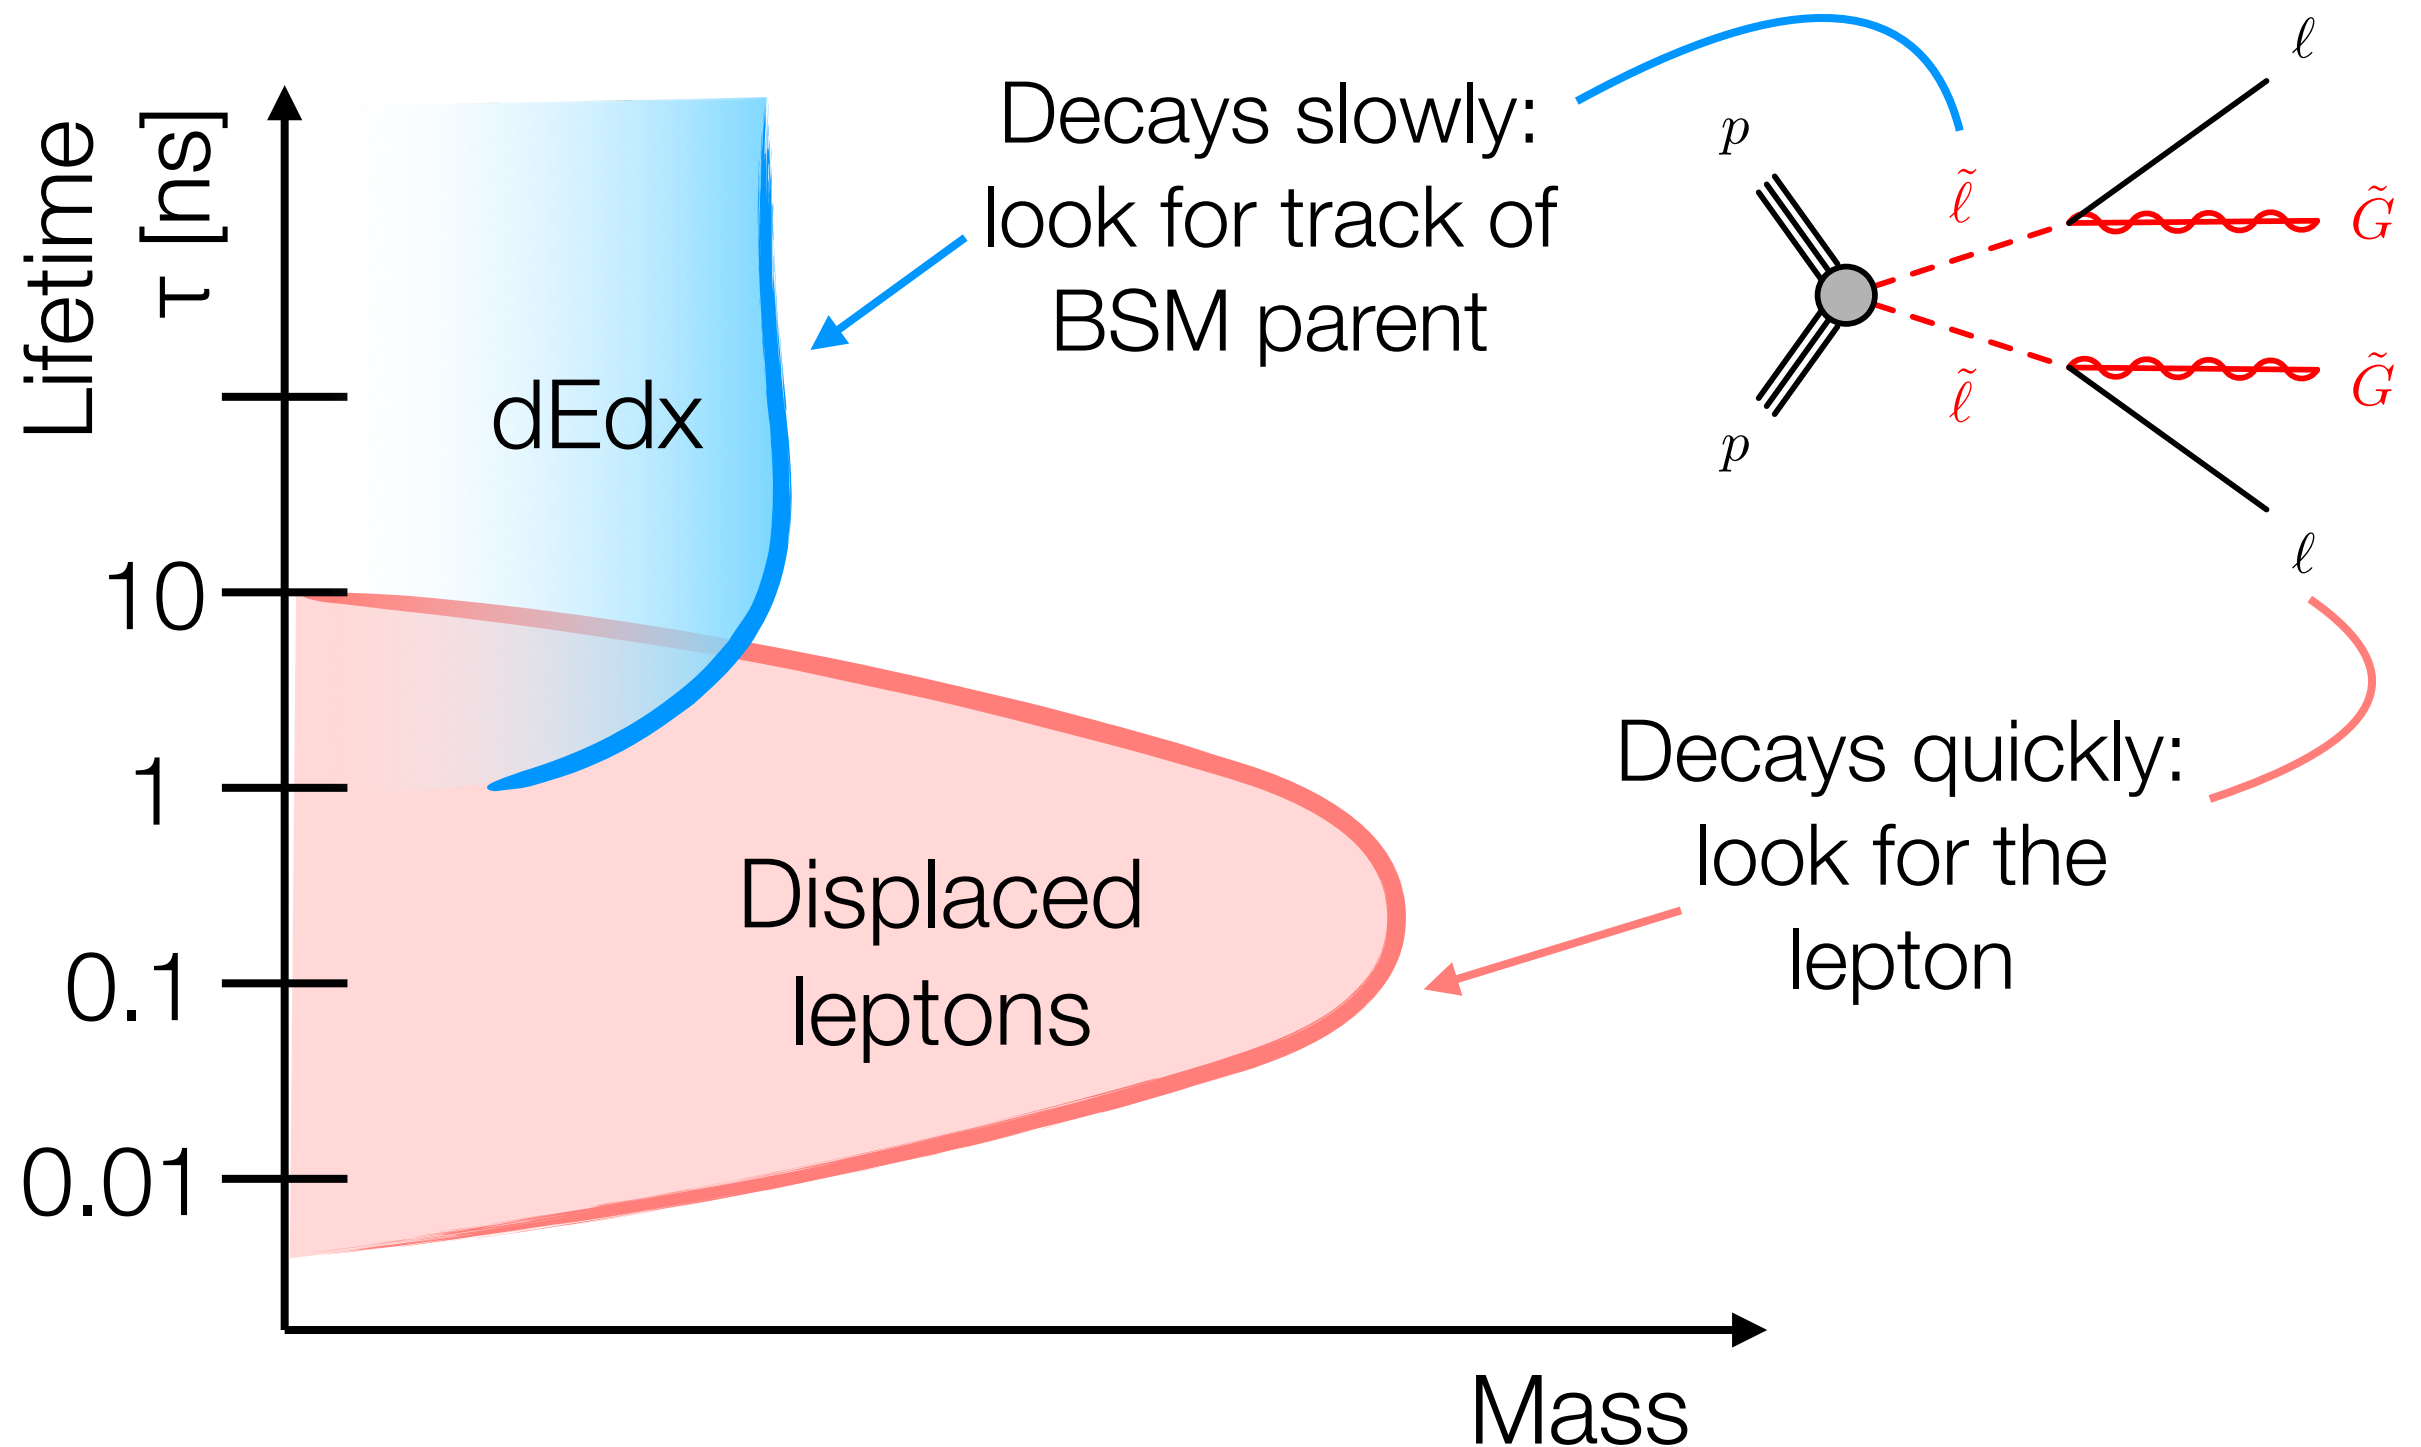 Lifetime
τ [ns]
10
1
0.1
0.01
Mass
dEdx
Displaced
leptons
Decays slowly:
look for track of
BSM parent
Decays quickly:
look for the
lepton
p
p
ℓ̃
ℓ̃
ℓ
G̃
G̃
ℓ